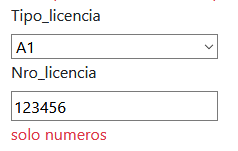 Tipo_licencia
A1
Nro_licencia
123456
solo numeros